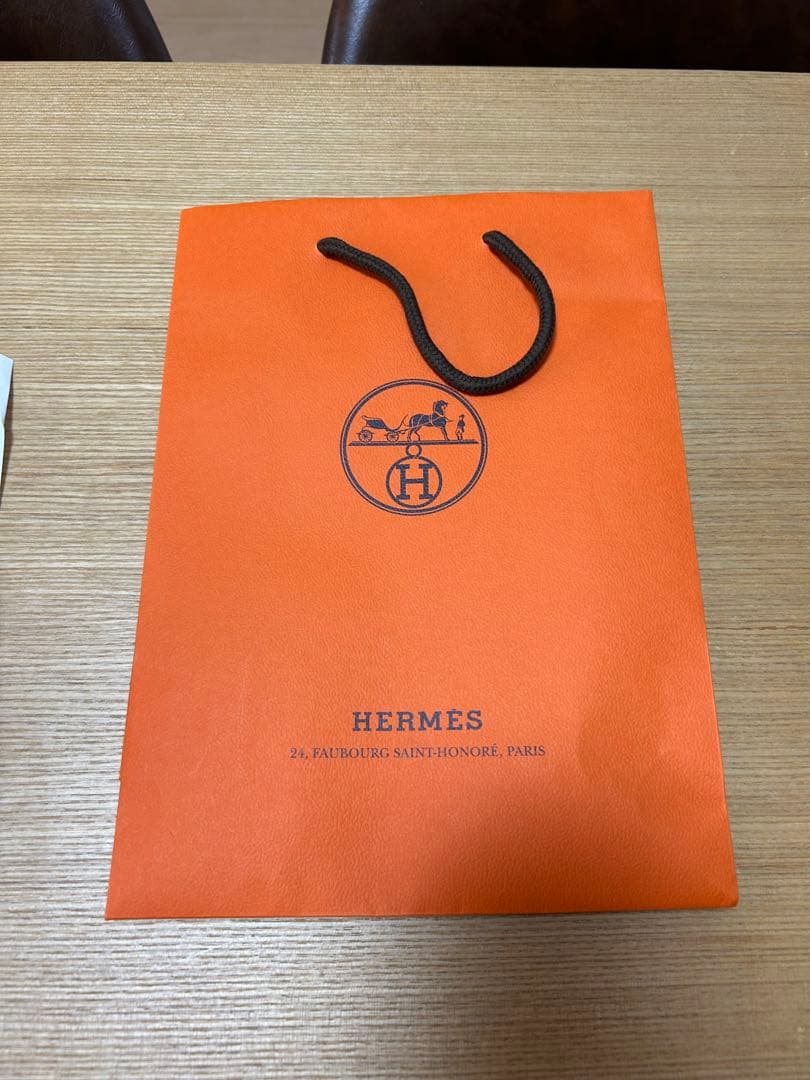 H
HERMÈS
24, FAUBOURG SAINT-HONORÉ, PARIS